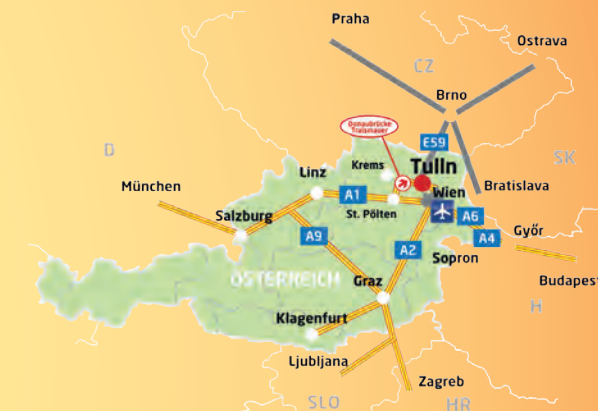 Praha
Ostrava
CZ
Brno
Donaubrücke
Traismauer
E59
SK
D
Krems
Tulln
Linz
München
A1
Wien
Bratislava
Salzburg
St. Pölten
A6
A9
A4
Győr
A2
Sopron
ÖSTERREICH
Graz
Budapest
H
Klagenfurt
Ljubljana
Zagreb
SLO
HR